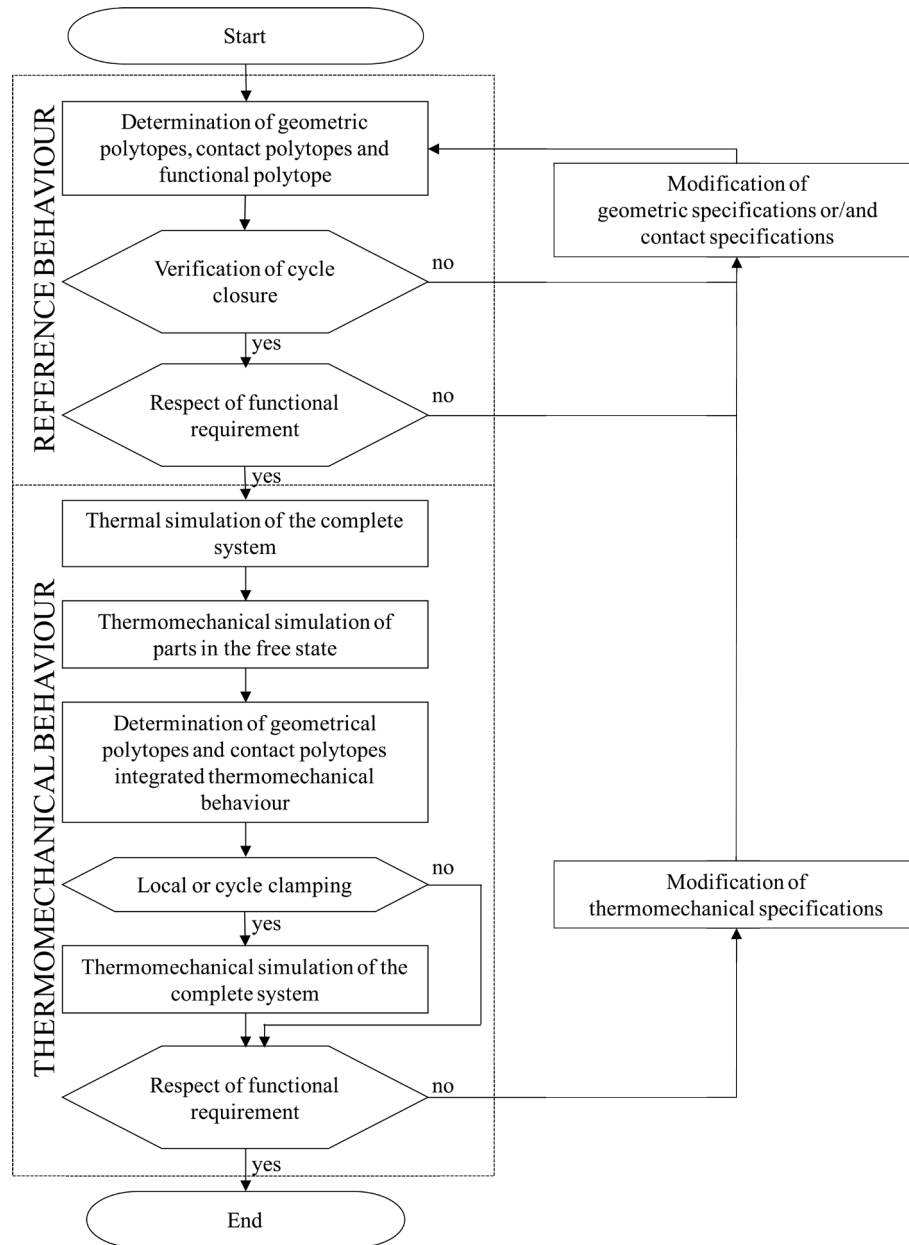 Start
REFERENCE BEHAVIOUR
Determination of geometric
polytopes, contact polytopes and
functional polytope
Modification of
geometric specifications or/and
contact specifications
Verification of cycle
closure
no
yes
Respect of functional
requirement
no
yes
THERMOMECHANICAL BEHAVIOUR
Thermal simulation of the complete
system
Thermomechanical simulation of
parts in the free state
Determination of geometrical
polytopes and contact polytopes
integrated thermomechanical
behaviour
Local or cycle clamping
no
yes
Modification of
thermomechanical specifications
Thermomechanical simulation of the
complete system
Respect of functional
requirement
no
yes
End